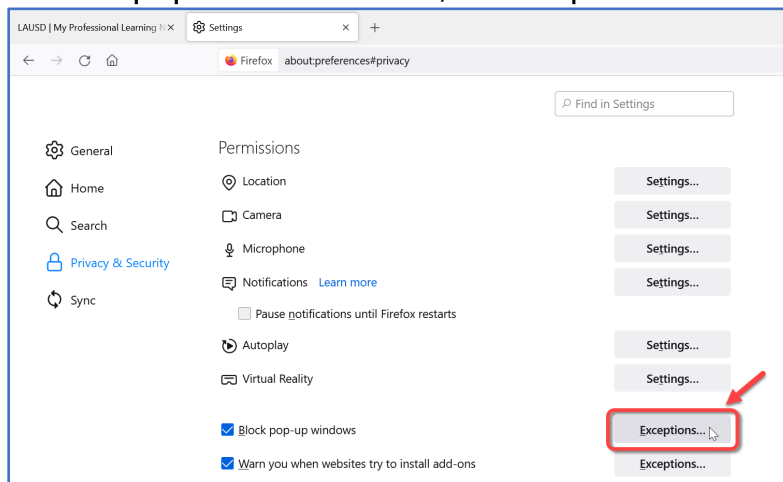 LAUSD | My Professional Learning N
Settings
Firefox about:preferences#privacy
Find in Settings
General
Home
Search
Privacy & Security
Sync
Permissions
Location Settings...
Camera Settings...
Microphone Settings...
Notifications Learn more Settings...
Pause notifications until Firefox restarts
Autoplay Settings...
Virtual Reality Settings...
Block pop-up windows Exceptions...
Warn you when websites try to install add-ons Exceptions...